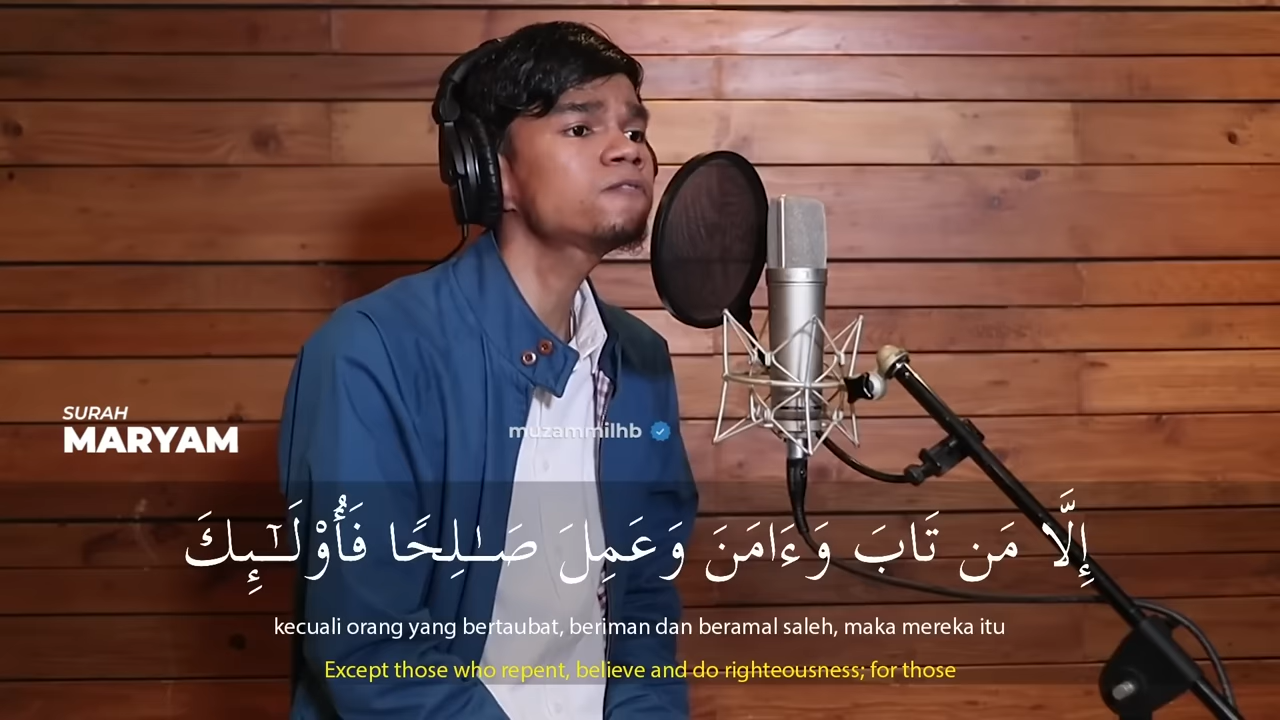 SURAH
MARYAM
muzammilhb
إِلَّا مَن تَابَ وَءَامَنَ وَعَمِلَ صَـٰلِحًا فَأُو۟لَـٰٓئِكَ
kecuali orang yang bertaubat, beriman dan beramal saleh, maka mereka itu
Except those who repent, believe and do righteousness; for those